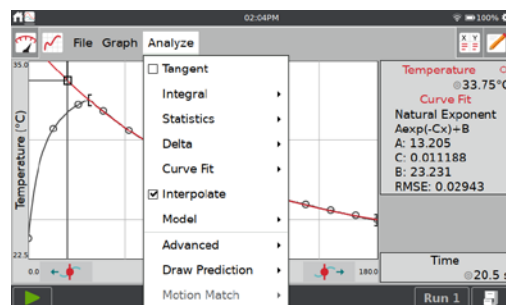 02:04PM
100%
File Graph Analyze
X Y
35.0
Temperature (°C)
22.5
0.0
180.0
Tangent
Integral
Statistics
Delta
Curve Fit
Interpolate
Model
Advanced
Draw Prediction
Motion Match
Temperature
33.75°C
Curve Fit
Natural Exponent
Aexp(-Cx)+B
A: 13.205
C: 0.011188
B: 23.231
RMSE: 0.02943
Time
20.5 s
Run 1